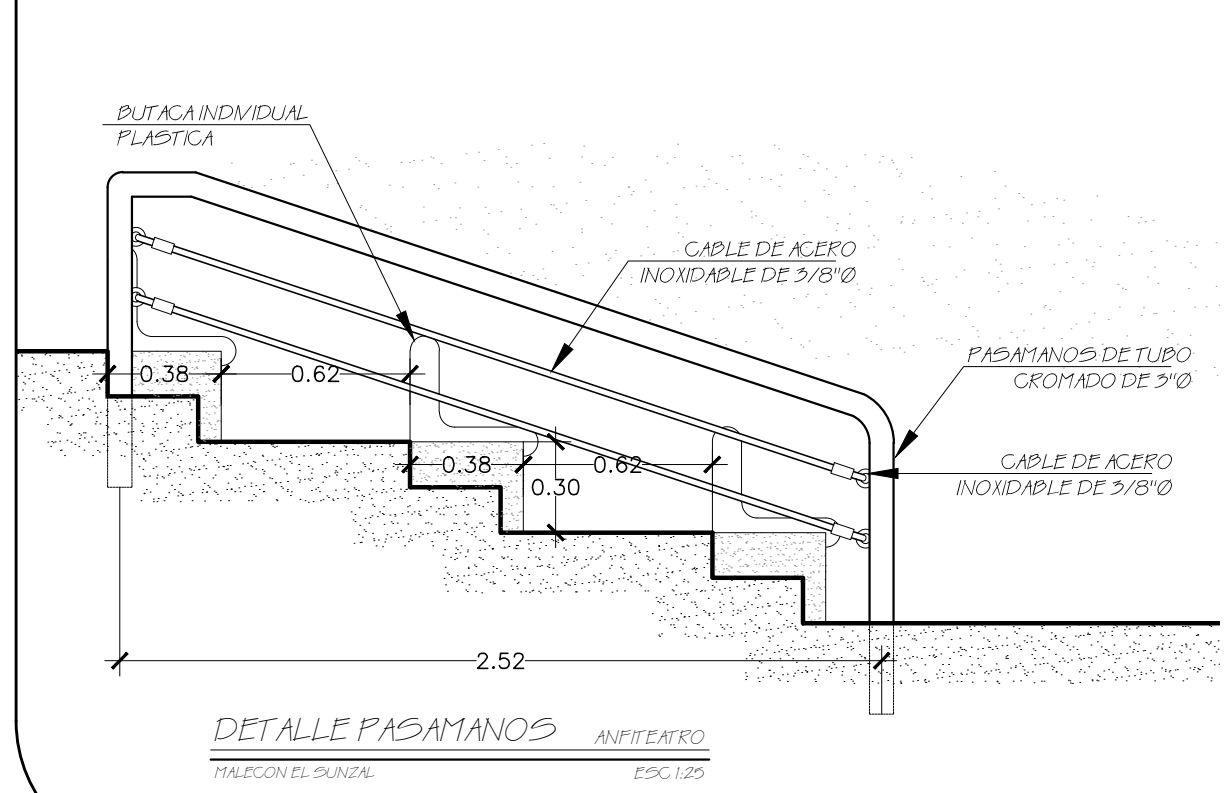 BUTACA INDIVIDUAL
PLASTICA
CABLE DE ACERO
INOXIDABLE DE 3/8"Ø
PASAMANOS DE TUBO
CROMADO DE 3"Ø
0.38
0.62
CABLE DE ACERO
INOXIDABLE DE 3/8"Ø
0.38
0.62
0.30
2.52
DETALLE PASAMANOS ANFITEATRO
MALECON EL SUNZAL ESC 1:25